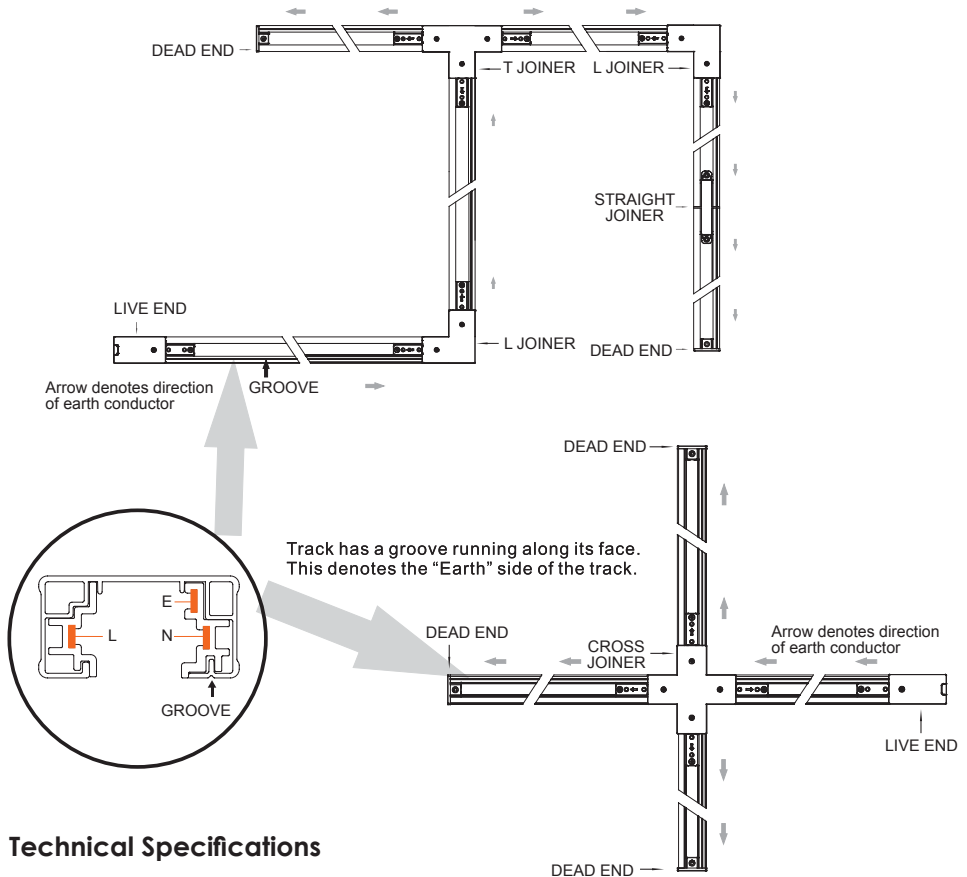 DEAD END
T JOINER
L JOINER
STRAIGHT
JOINER
LIVE END
L JOINER
DEAD END
Arrow denotes direction
of earth conductor
GROOVE
DEAD END
Track has a groove running along its face.
This denotes the “Earth” side of the track.
E
L
N
GROOVE
DEAD END
CROSS
JOINER
Arrow denotes direction
of earth conductor
LIVE END
Technical Specifications
DEAD END